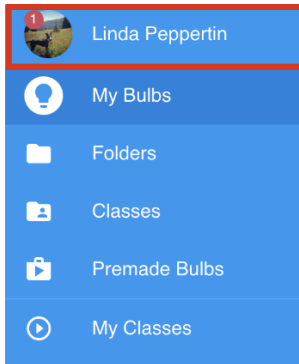 1
Linda Peppertin
My Bulbs
Folders
Classes
Premade Bulbs
My Classes